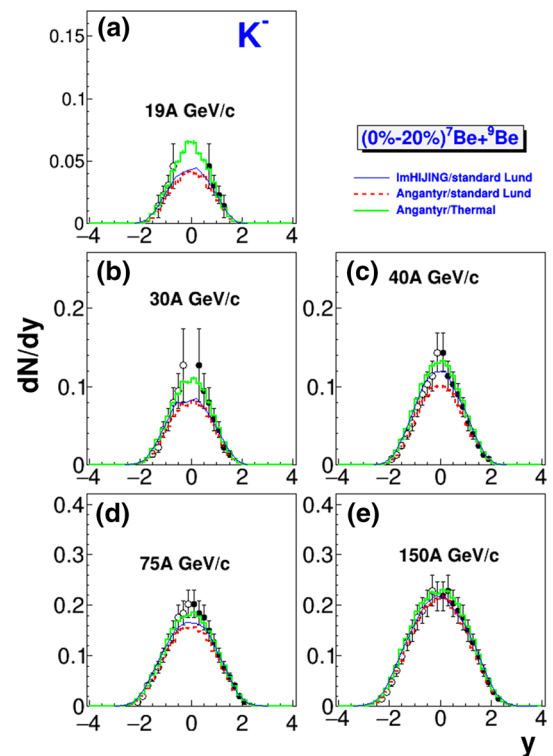 (a) K⁻
0.15
0.1
0.05
0
19A GeV/c
−4 −2 0 2 4
(0%-20%)⁷Be+⁹Be
ImHIJING/standard Lund
Angantyr/standard Lund
Angantyr/Thermal
(b)
30A GeV/c
0.2
0.1
0
−4 −2 0 2 4
(c)
40A GeV/c
0.2
0.1
0
−4 −2 0 2 4
dN/dy
(d)
75A GeV/c
0.4
0.3
0.2
0.1
0
−4 −2 0 2 4
(e)
150A GeV/c
0.4
0.3
0.2
0.1
0
−4 −2 0 2 4
y